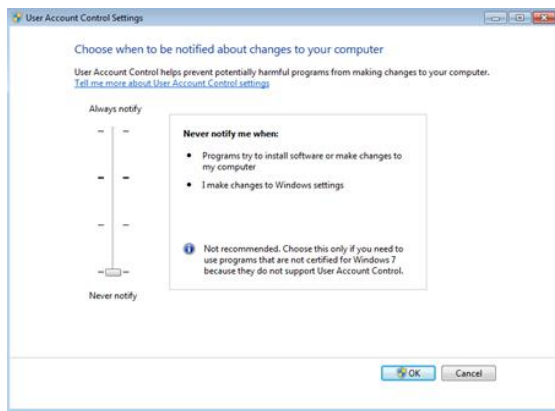 User Account Control Settings
Choose when to be notified about changes to your computer
User Account Control helps prevent potentially harmful programs from making changes to your computer.
Tell me more about User Account Control settings
Always notify
Never notify me when:
• Programs try to install software or make changes to
my computer
• I make changes to Windows settings
Not recommended. Choose this only if you need to
use programs that are not certified for Windows 7
because they do not support User Account Control.
Never notify
OK
Cancel